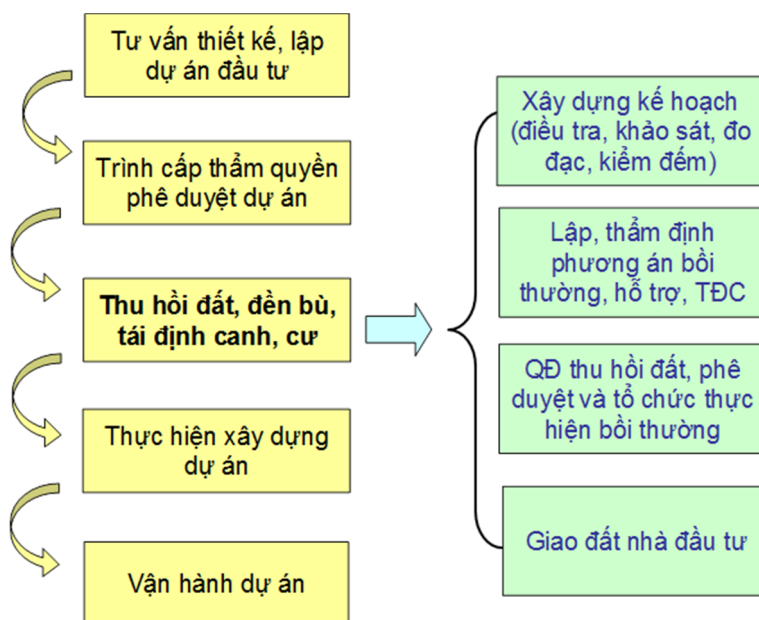 Tư vấn thiết kế, lập
dự án đầu tư
Trình cấp thẩm quyền
phê duyệt dự án
Thu hồi đất, đền bù,
tái định canh, cư
Thực hiện xây dựng
dự án
Vận hành dự án
Xây dựng kế hoạch
(điều tra, khảo sát, đo
đạc, kiểm đếm)
Lập, thẩm định
phương án bồi
thường, hỗ trợ, TĐC
QĐ thu hồi đất, phê
duyệt và tổ chức thực
hiện bồi thường
Giao đất nhà đầu tư